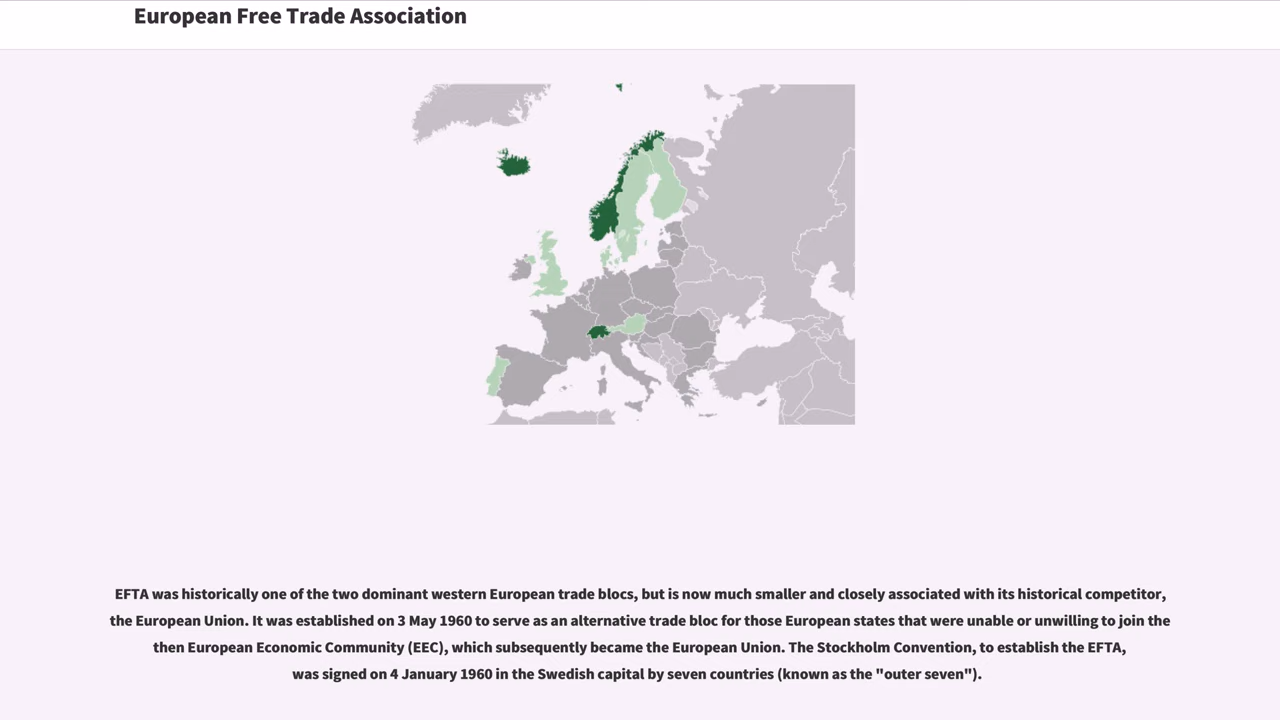 European Free Trade Association
EFTA was historically one of the two dominant western European trade blocs, but is now much smaller and closely associated with its historical competitor,
the European Union. It was established on 3 May 1960 to serve as an alternative trade bloc for those European states that were unable or unwilling to join the
then European Economic Community (EEC), which subsequently became the European Union. The Stockholm Convention, to establish the EFTA,
was signed on 4 January 1960 in the Swedish capital by seven countries (known as the "outer seven").